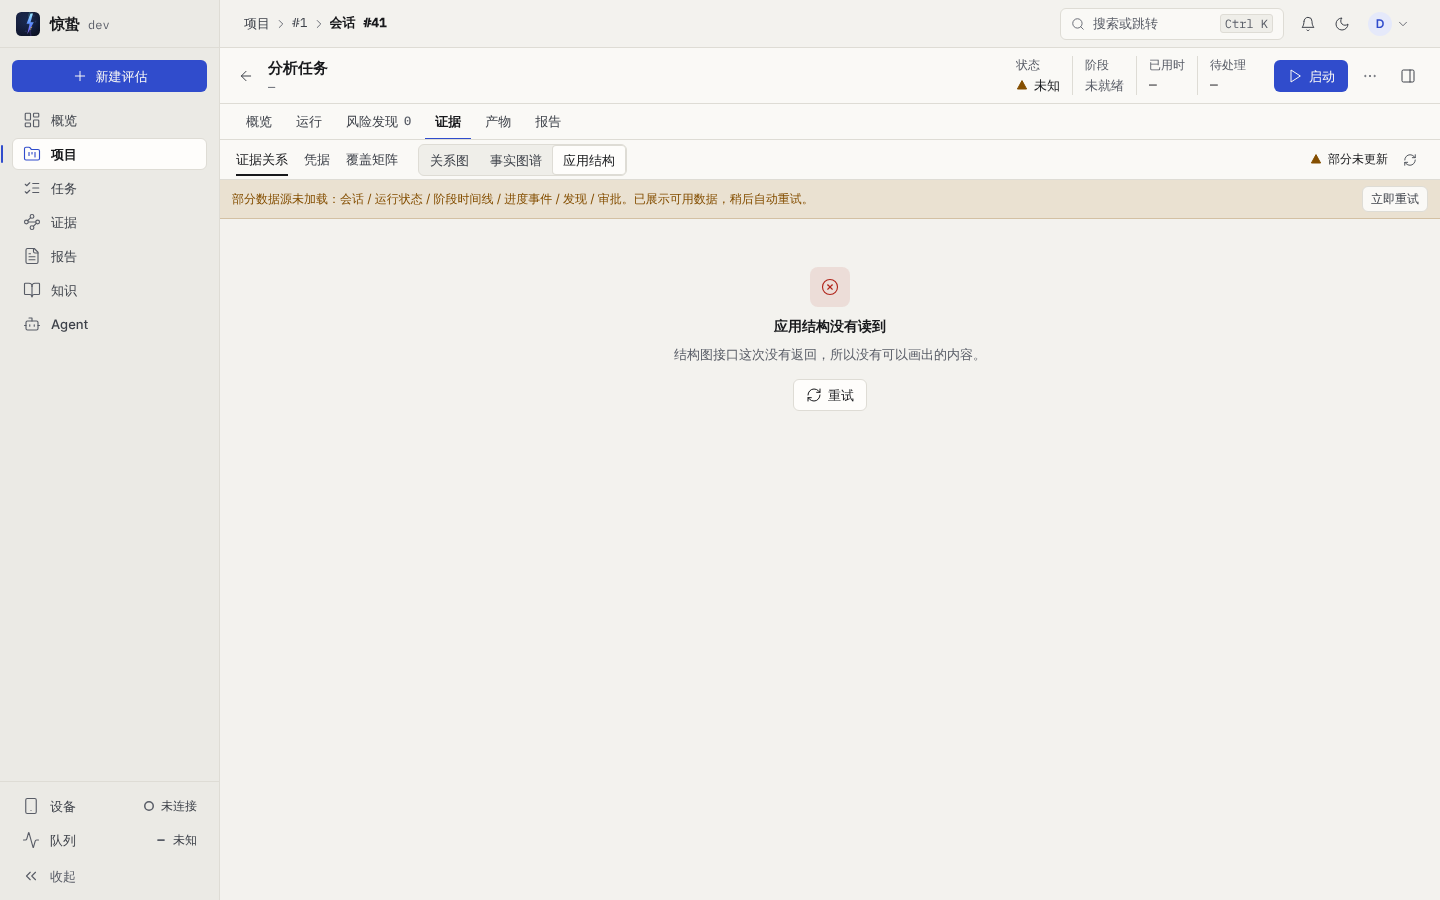 惊蛰 dev
项目 #1 会话 #41
搜索或跳转 Ctrl K
D
新建评估
概览
项目
任务
证据
报告
知识
Agent
设备 未连接
队列 未知
收起
分析任务
—
状态
未知
阶段
未就绪
已用时
—
待处理
—
启动
概览 运行 风险发现 0 证据 产物 报告
证据关系 凭据 覆盖矩阵 关系图 事实图谱 应用结构
部分未更新
部分数据源未加载：会话 / 运行状态 / 阶段时间线 / 进度事件 / 发现 / 审批。已展示可用数据，稍后自动重试。
立即重试
应用结构没有读到
结构图接口这次没有返回，所以没有可以画出的内容。
重试